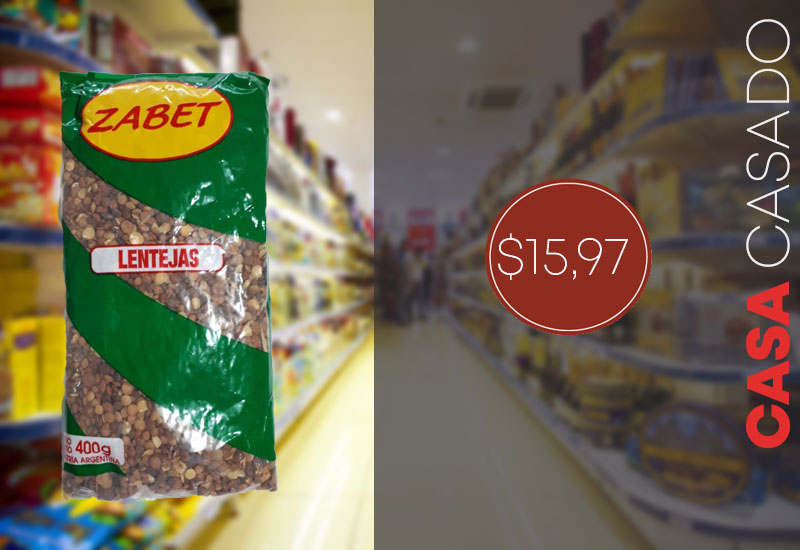 ZABET
LENTEJAS
400g
ARGENTINA
$15,97
CASA CASADO